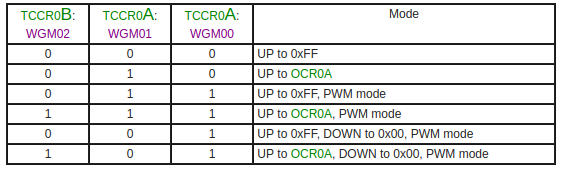 TCCR0B: TCCR0A: TCCR0A: Mode
WGM02 WGM01 WGM00
0 0 0 UP to 0xFF
0 1 0 UP to OCR0A
0 1 1 UP to 0xFF, PWM mode
1 1 1 UP to OCR0A, PWM mode
0 0 1 UP to 0xFF, DOWN to 0x00, PWM mode
1 0 1 UP to OCR0A, DOWN to 0x00, PWM mode